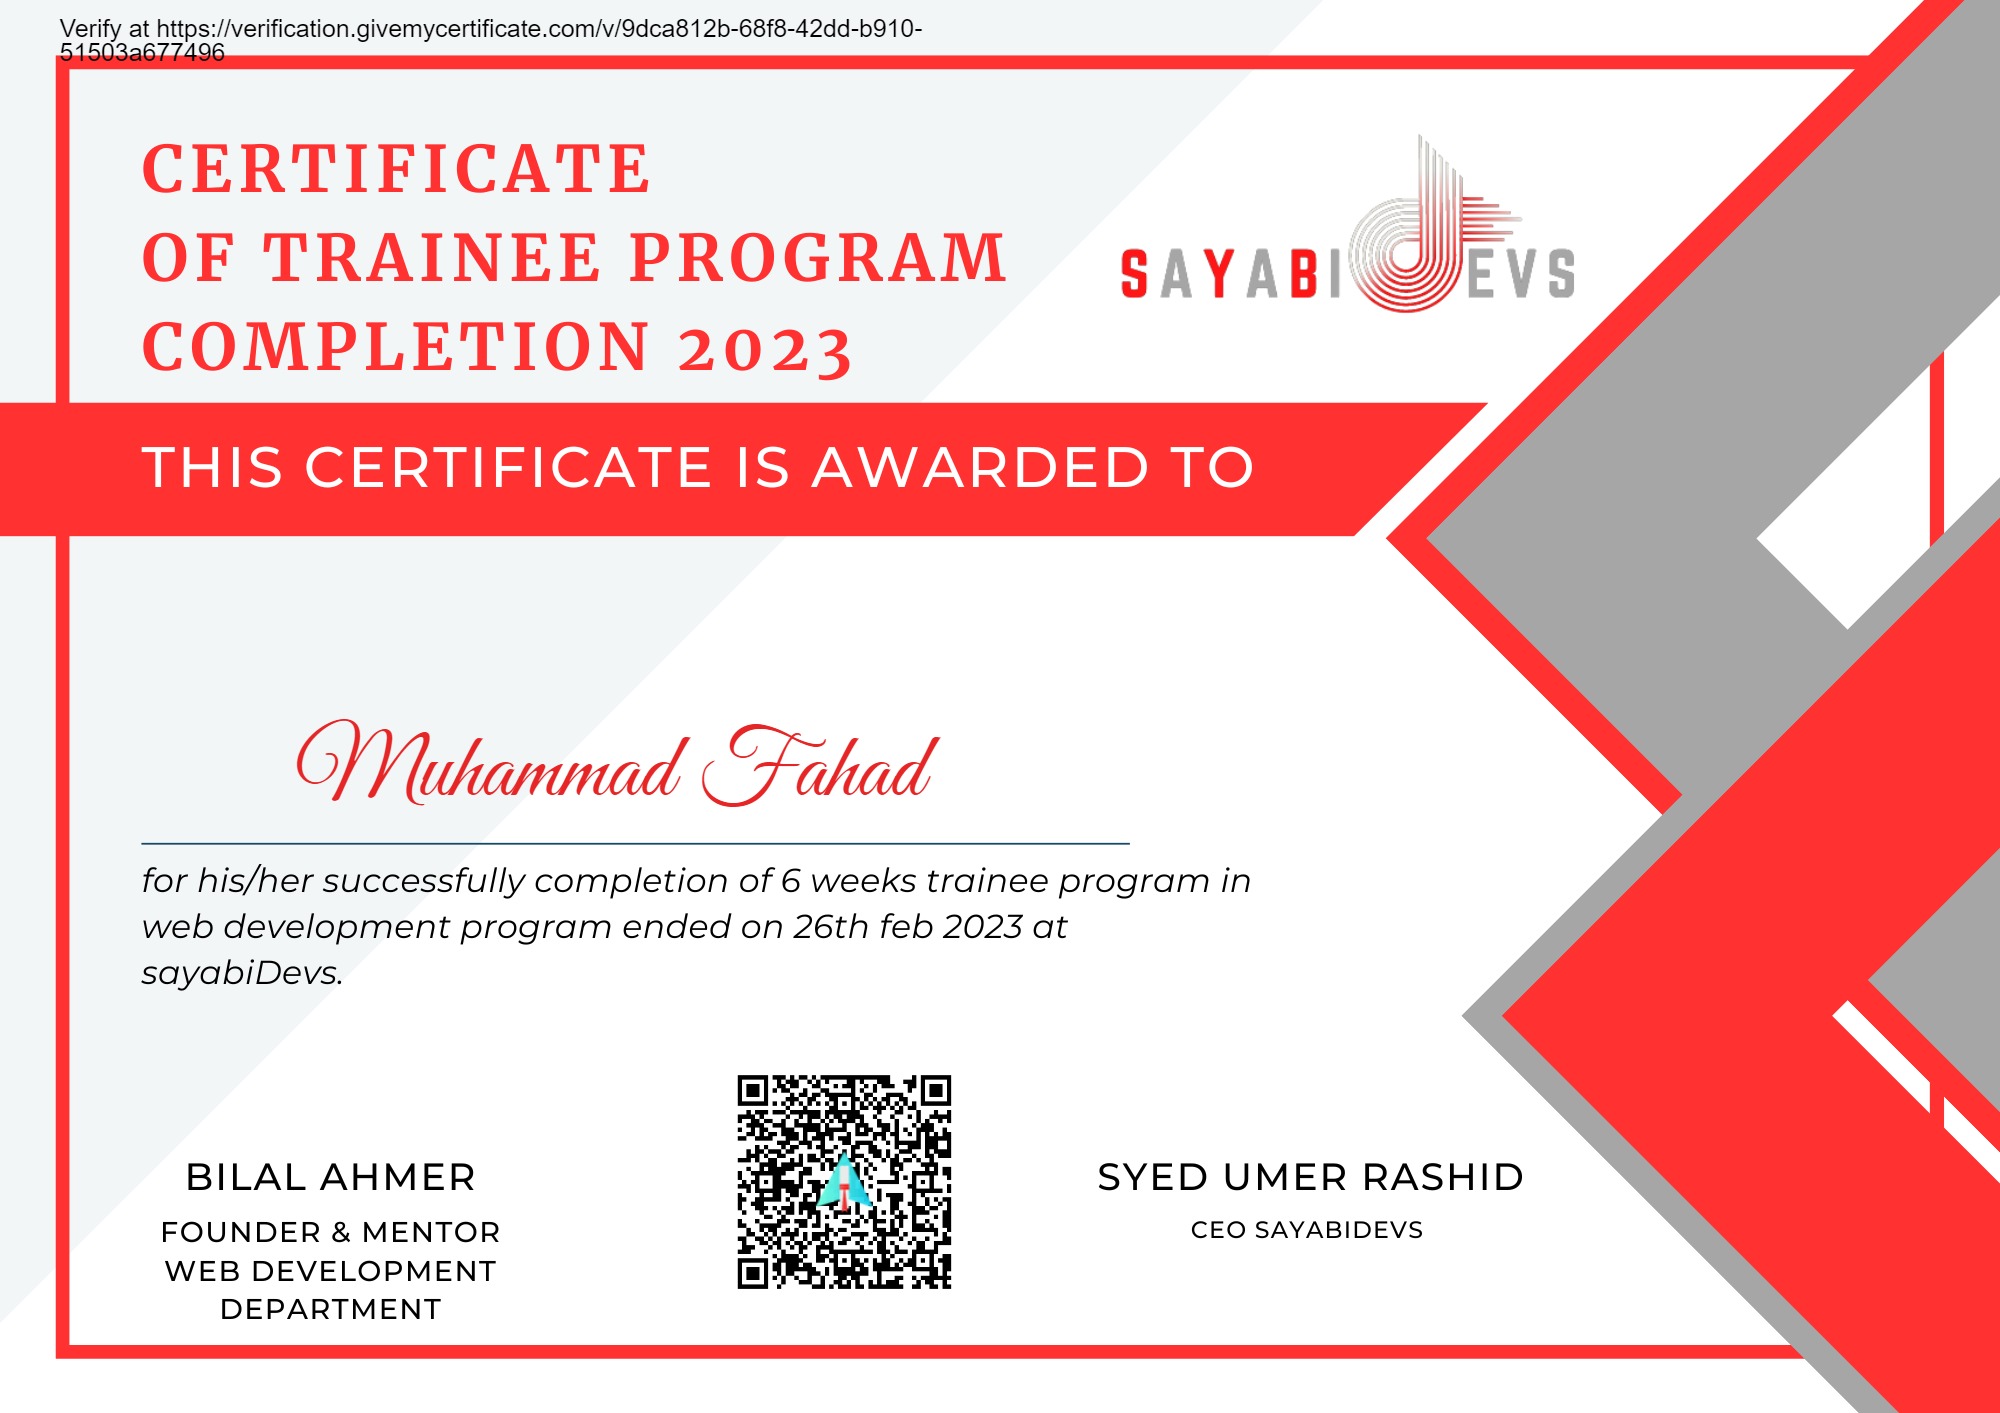 Verify at https://verification.givemycertificate.com/v/9dca812b-68f8-42dd-b910-
51503a677496
CERTIFICATE
OF TRAINEE PROGRAM
COMPLETION 2023
SAYABIDEVS
THIS CERTIFICATE IS AWARDED TO
Muhammad Fahad
for his/her successfully completion of 6 weeks trainee program in
web development program ended on 26th feb 2023 at
sayabiDevs.
BILAL AHMER
FOUNDER & MENTOR
WEB DEVELOPMENT
DEPARTMENT
SYED UMER RASHID
CEO SAYABIDEVS